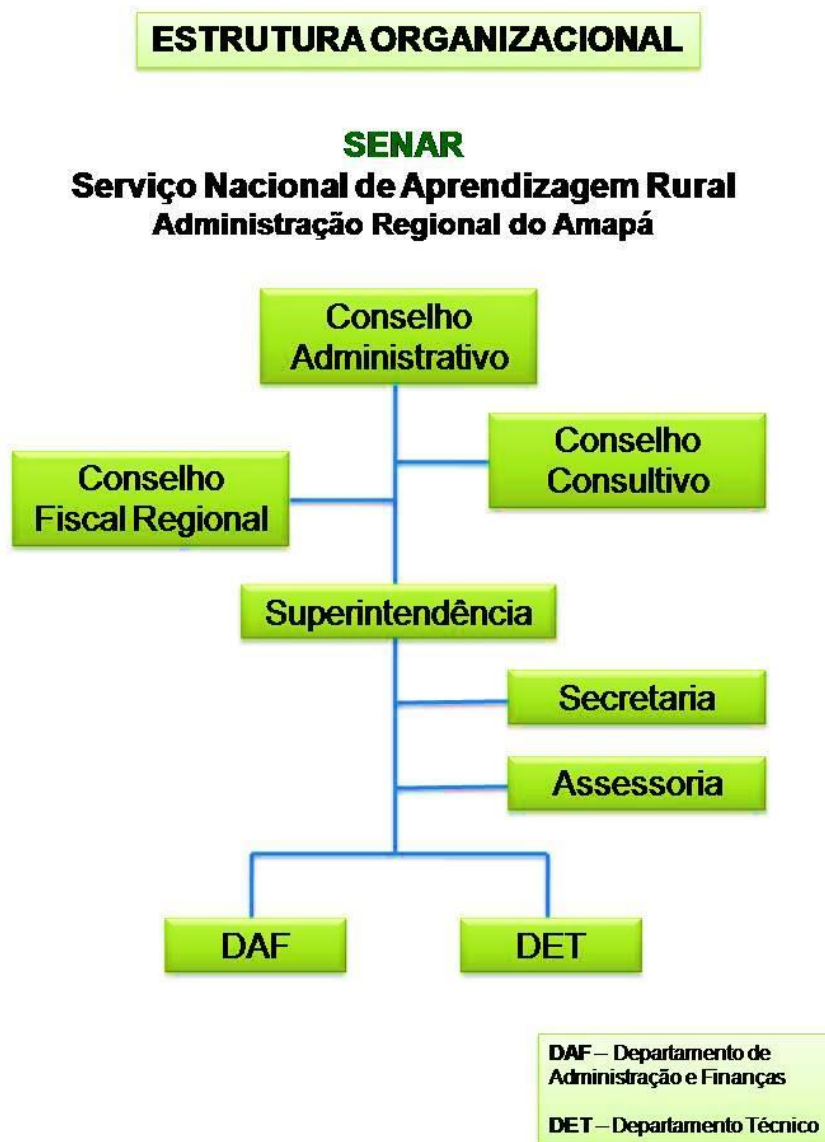 ESTRUTURA ORGANIZACIONAL
SENAR
Serviço Nacional de Aprendizagem Rural
Administração Regional do Amapá
Conselho
Administrativo
Conselho
Consultivo
Conselho
Fiscal Regional
Superintendência
Secretaria
Assessoria
DAF
DET
DAF – Departamento de
Administração e Finanças
DET – Departamento Técnico